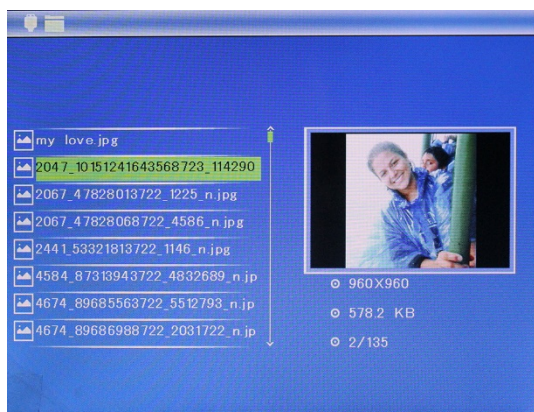 my love.jpg
2047_10151241643568723_114290
2067_47828013722_1225_n.jpg
2067_47828068722_4586_n.jpg
2441_53321813722_1146_n.jpg
4584_87313943722_4832689_n.jp
4674_89685563722_5512793_n.jp
4674_89686988722_2031722_n.jp
960X960
578.2 KB
2/135